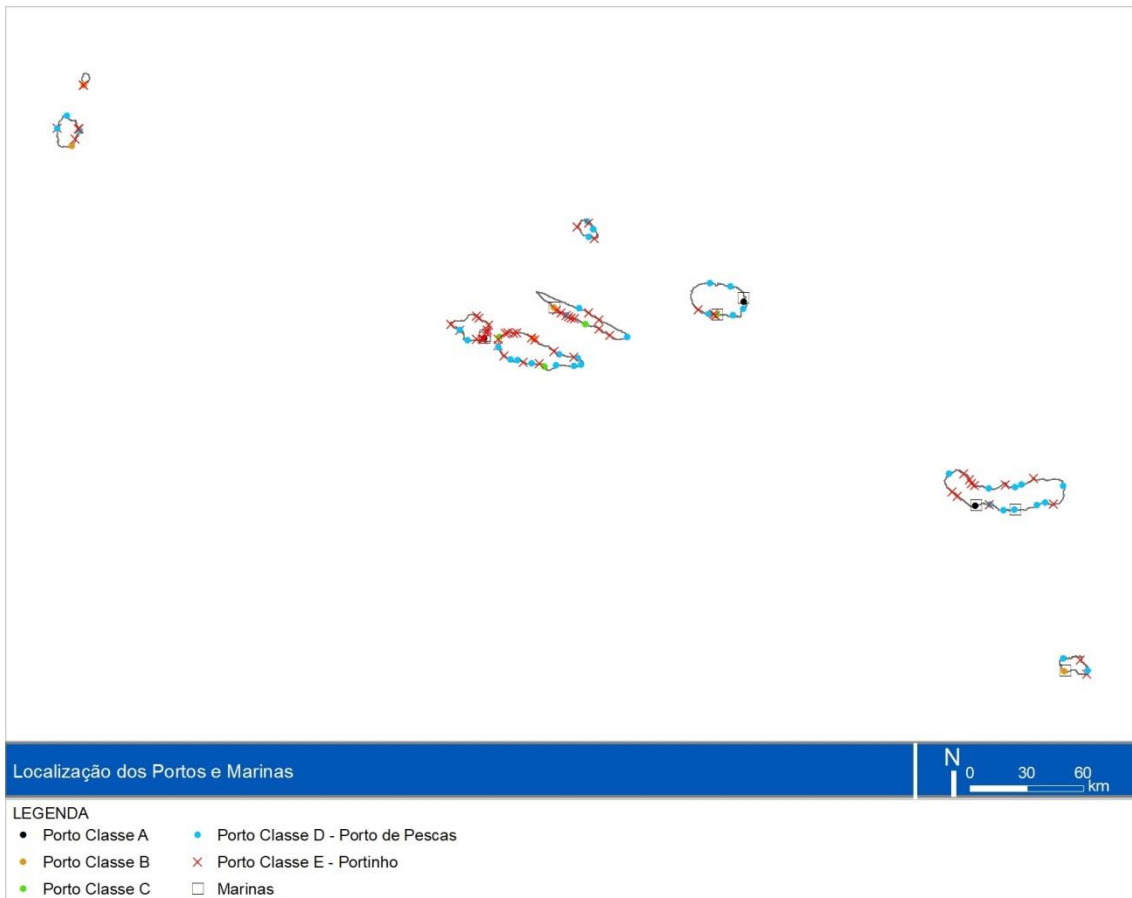 Localização dos Portos e Marinas
N
0 30 60
km
LEGENDA
Porto Classe A
Porto Classe D - Porto de Pescas
Porto Classe B
Porto Classe E - Portinho
Porto Classe C
Marinas